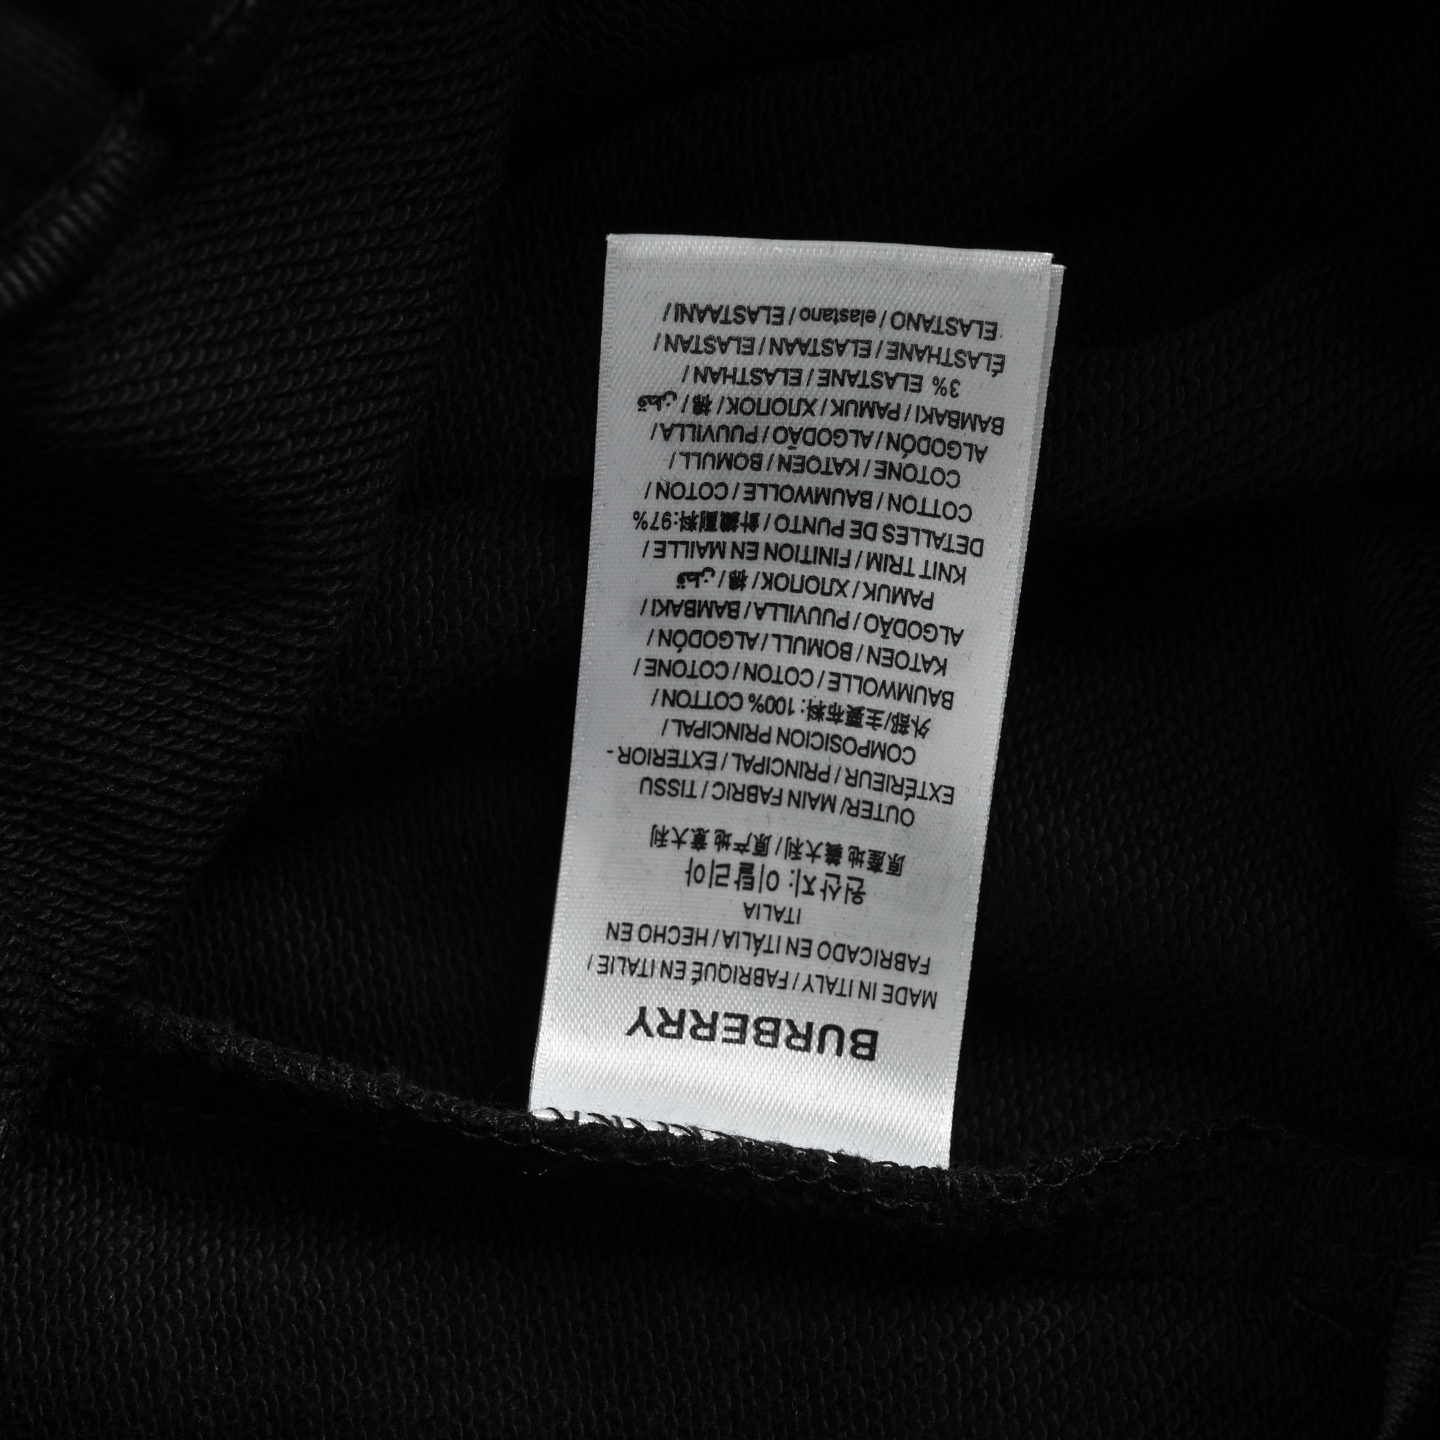 BURBERRY
MADE IN ITALY / FABRIQUÉ EN ITALIE /
FABRICADO EN ITALIA / HECHO EN
ITALIA
원산지: 이탈리아
原產地 義大利 / 原产地 意大利
OUTER / MAIN FABRIC / TISSU
EXTÉRIEUR / PRINCIPAL / EXTERIOR -
COMPOSICION PRINCIPAL /
外部/主要布料: 100% COTTON /
BAUMWOLLE / COTON / COTONE /
KATOEN / BOMULL / ALGODÓN /
ALGODÃO / PUUVILLA / BAMBAKI /
PAMUK / ХЛОПОК / 棉 / قطن
KNIT TRIM / FINITION EN MAILLE /
DETALLES DE PUNTO / 針織副料: 97%
COTTON / BAUMWOLLE / COTON /
COTONE / KATOEN / BOMULL /
ALGODÓN / ALGODÃO / PUUVILLA /
BAMBAKI / PAMUK / ХЛОПОК / 棉 / قطن
3% ELASTANE / ELASTHAN /
ÉLASTHANE / ELASTAAN / ELASTAN /
ELASTANO / elastano / ELASTAANI /